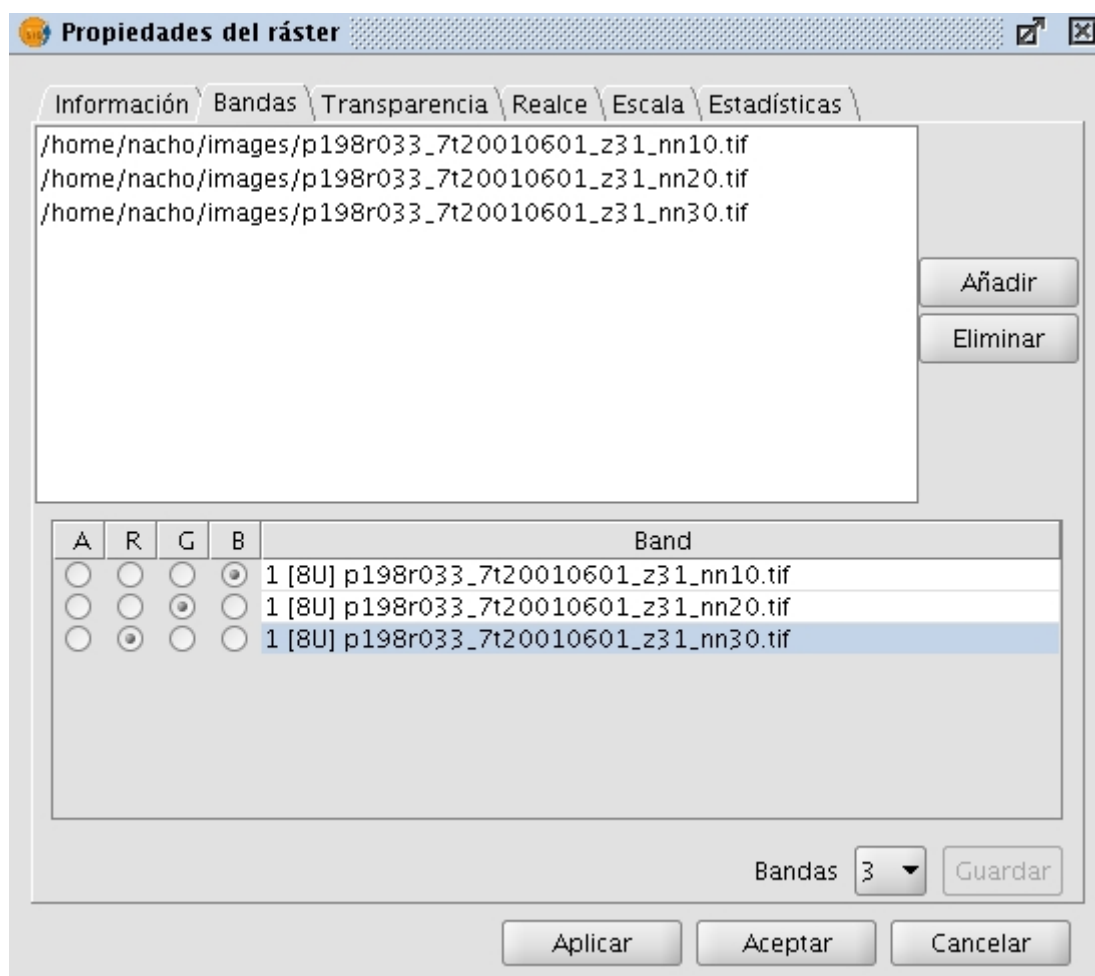 Propiedades del ráster
Información Bandas Transparencia Realce Escala Estadísticas
/home/nacho/images/p198r033_7t20010601_z31_nn10.tif
/home/nacho/images/p198r033_7t20010601_z31_nn20.tif
/home/nacho/images/p198r033_7t20010601_z31_nn30.tif
Añadir
Eliminar
A R G B Band
1 [8U] p198r033_7t20010601_z31_nn10.tif
1 [8U] p198r033_7t20010601_z31_nn20.tif
1 [8U] p198r033_7t20010601_z31_nn30.tif
Bandas 3 Guardar
Aplicar Aceptar Cancelar